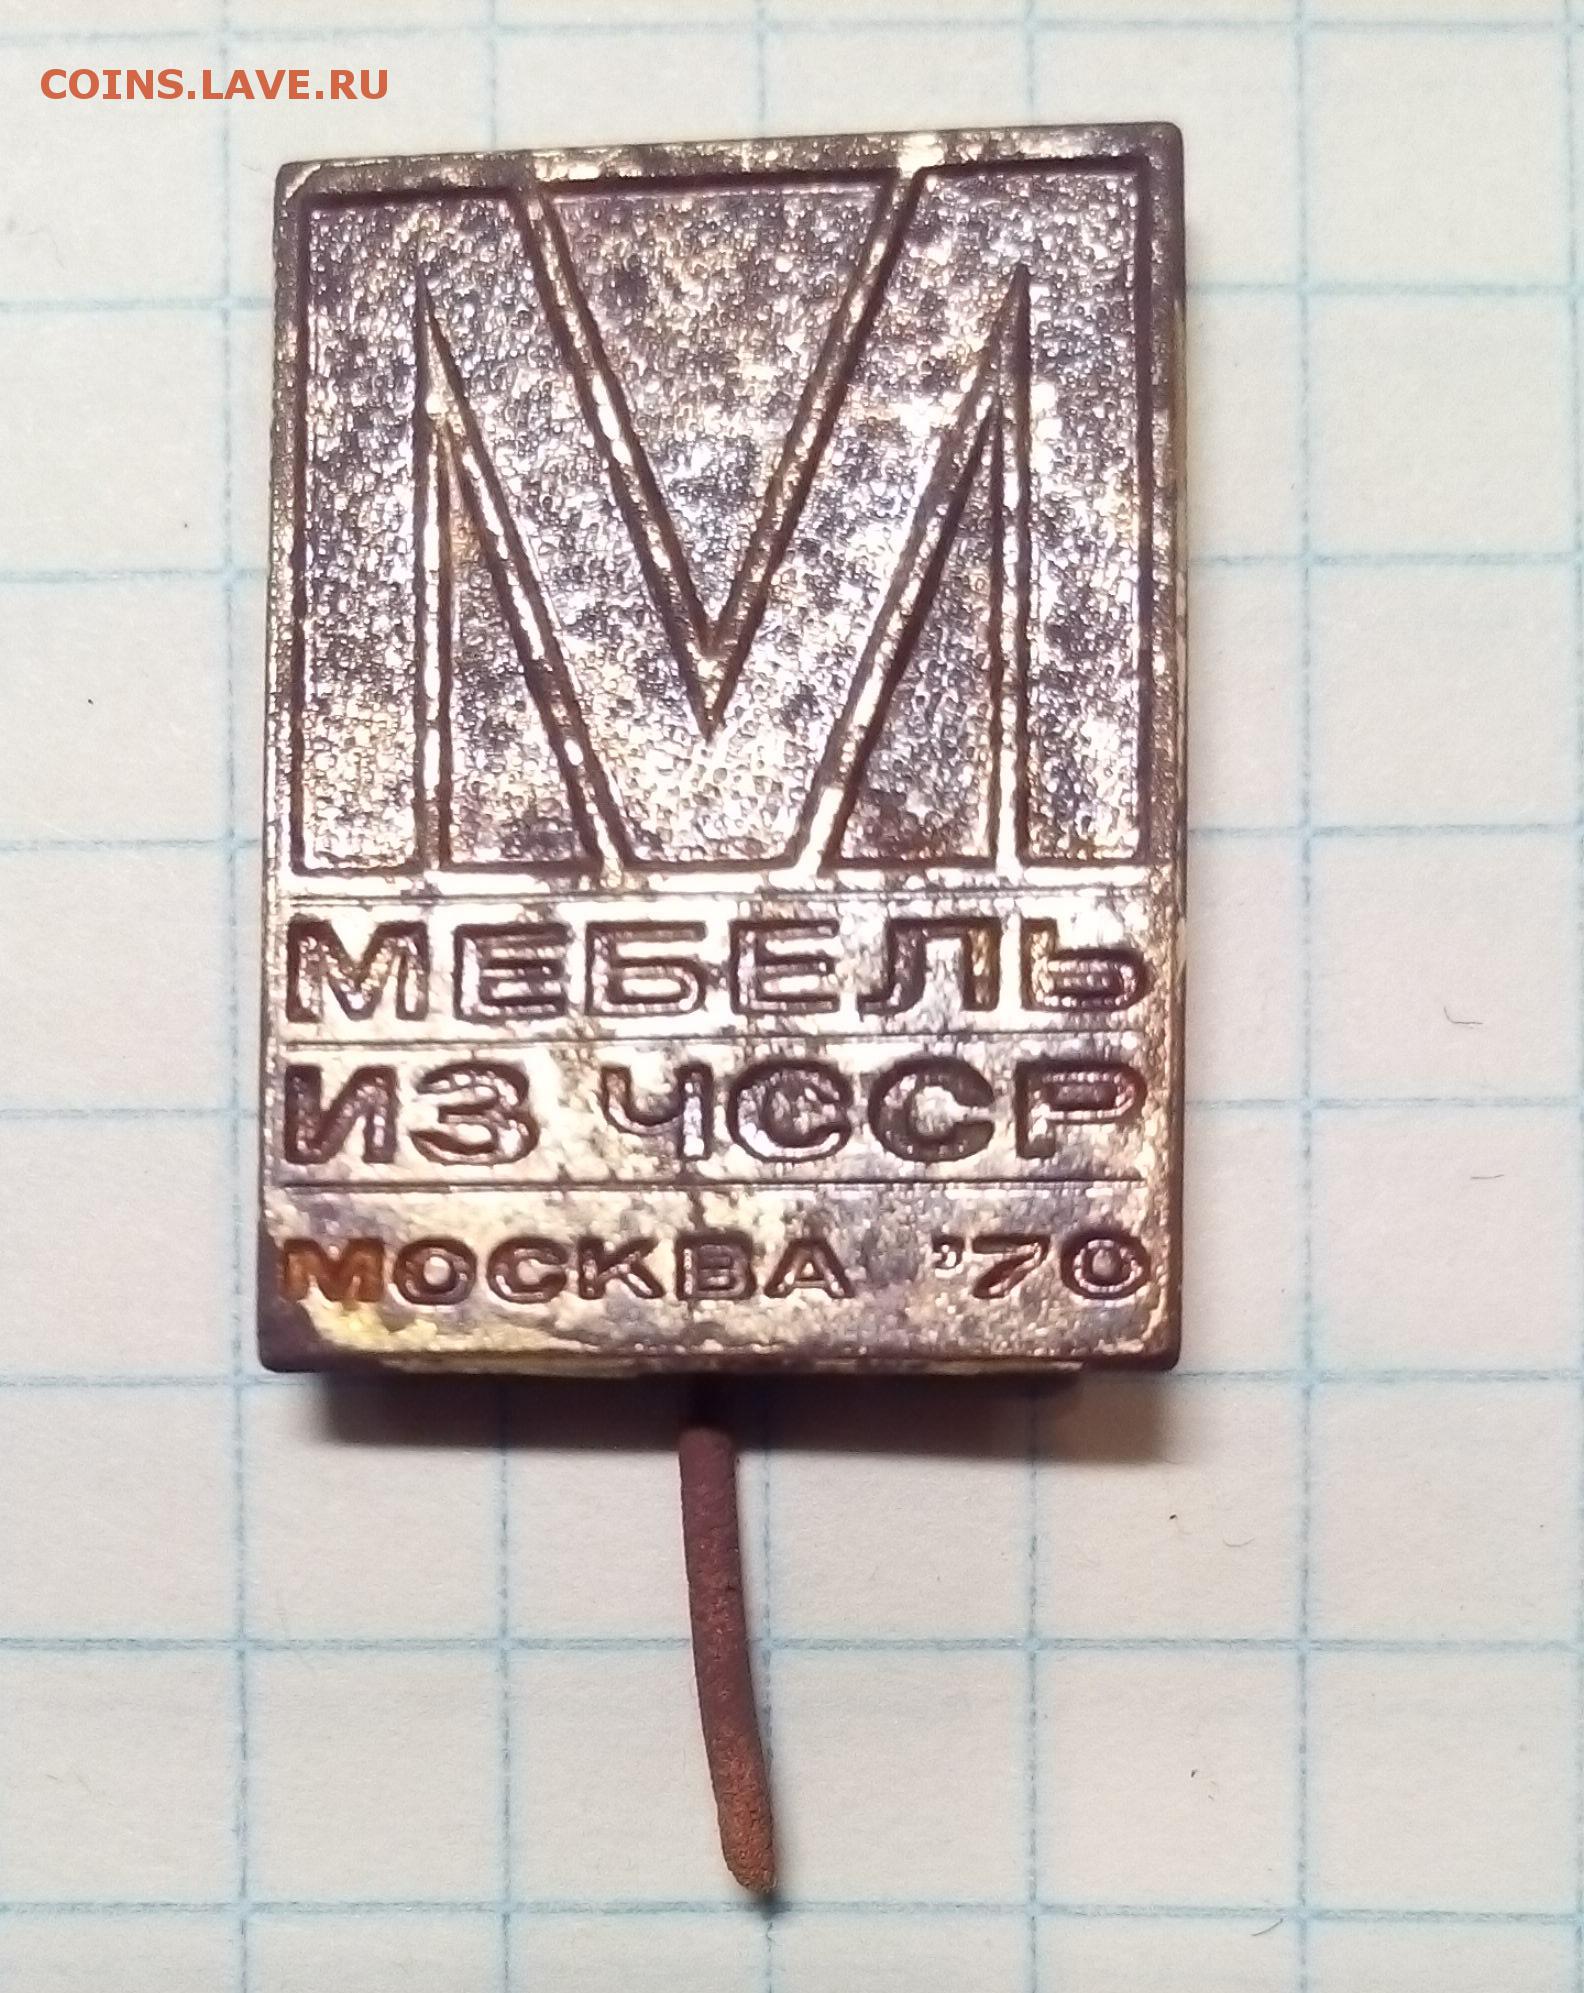 COINS.LAVE.RU
М
МЕБЕЛЬ
ИЗ ЧССР
МОСКВА '70